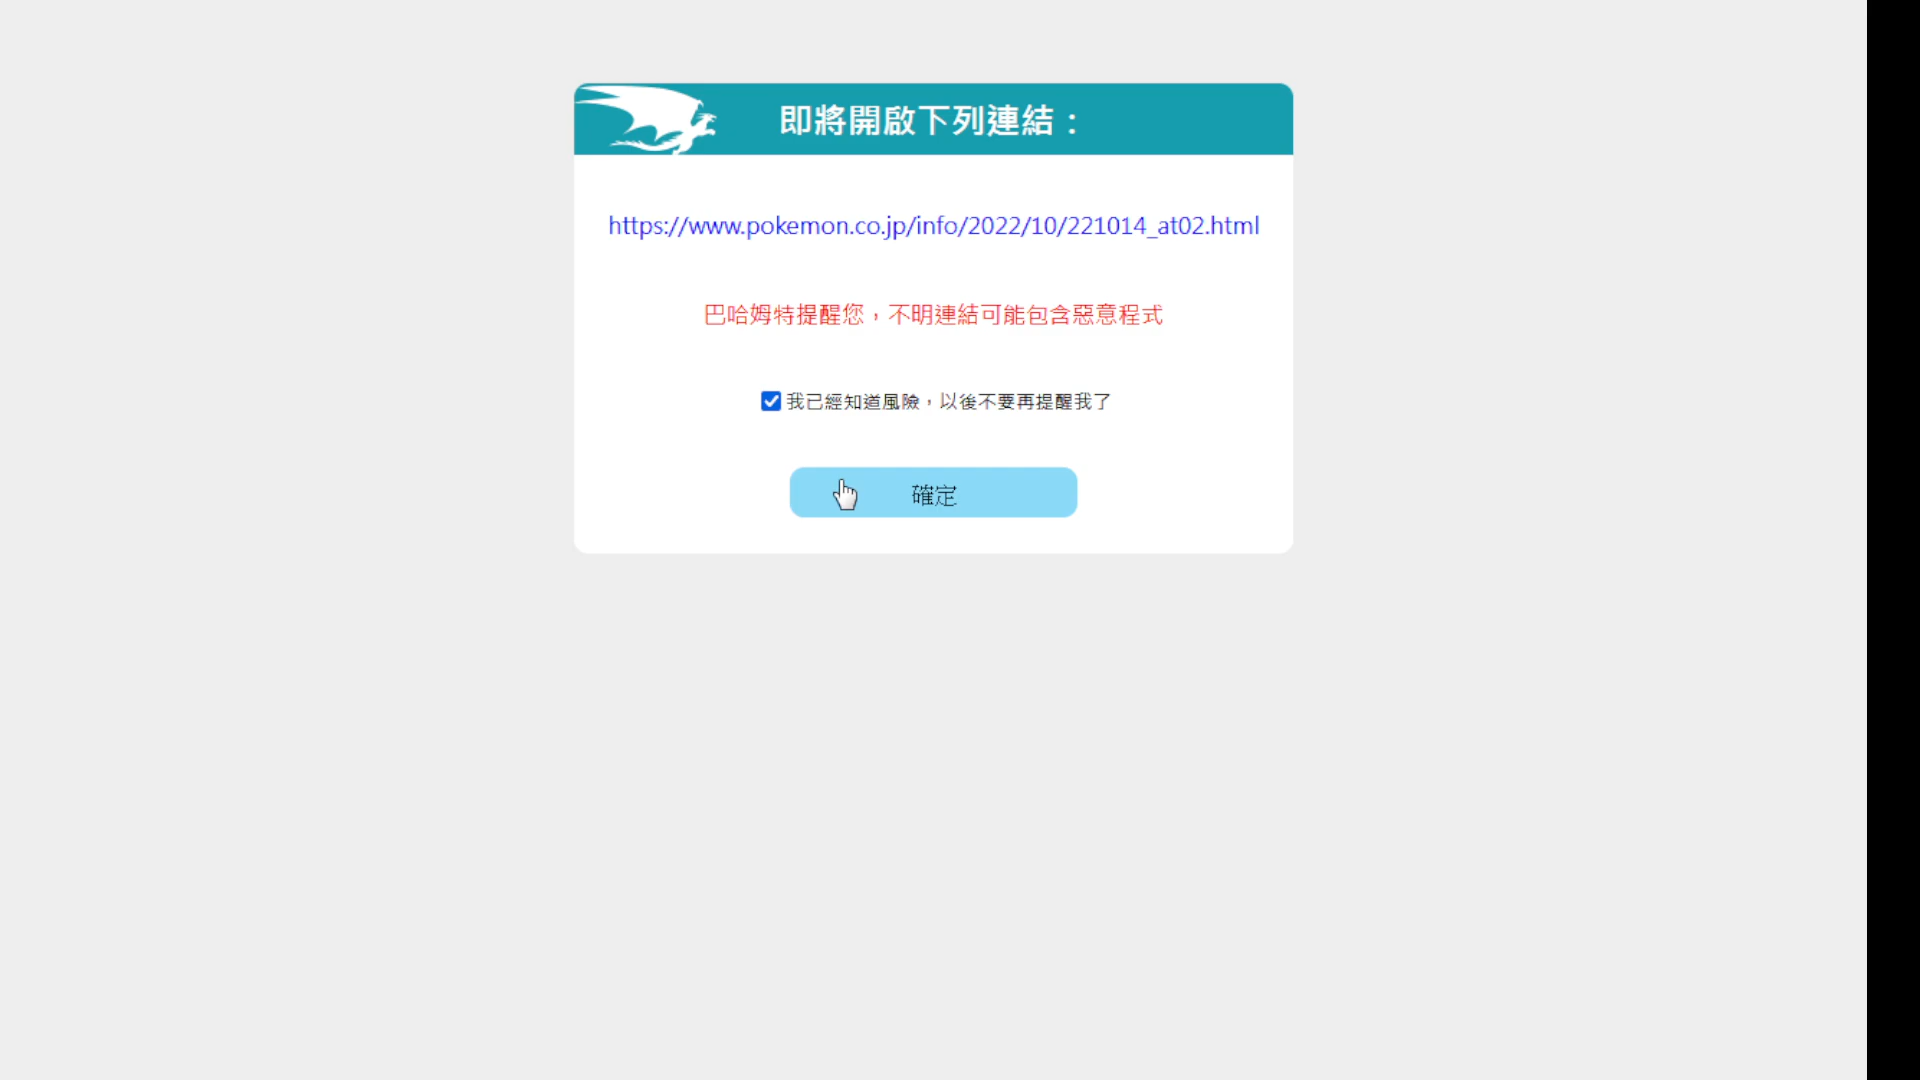 即將開啟下列連結：
https://www.pokemon.co.jp/info/2022/10/221014_at02.html
巴哈姆特提醒您，不明連結可能包含惡意程式
我已經知道風險，以後不要再提醒我了
確定